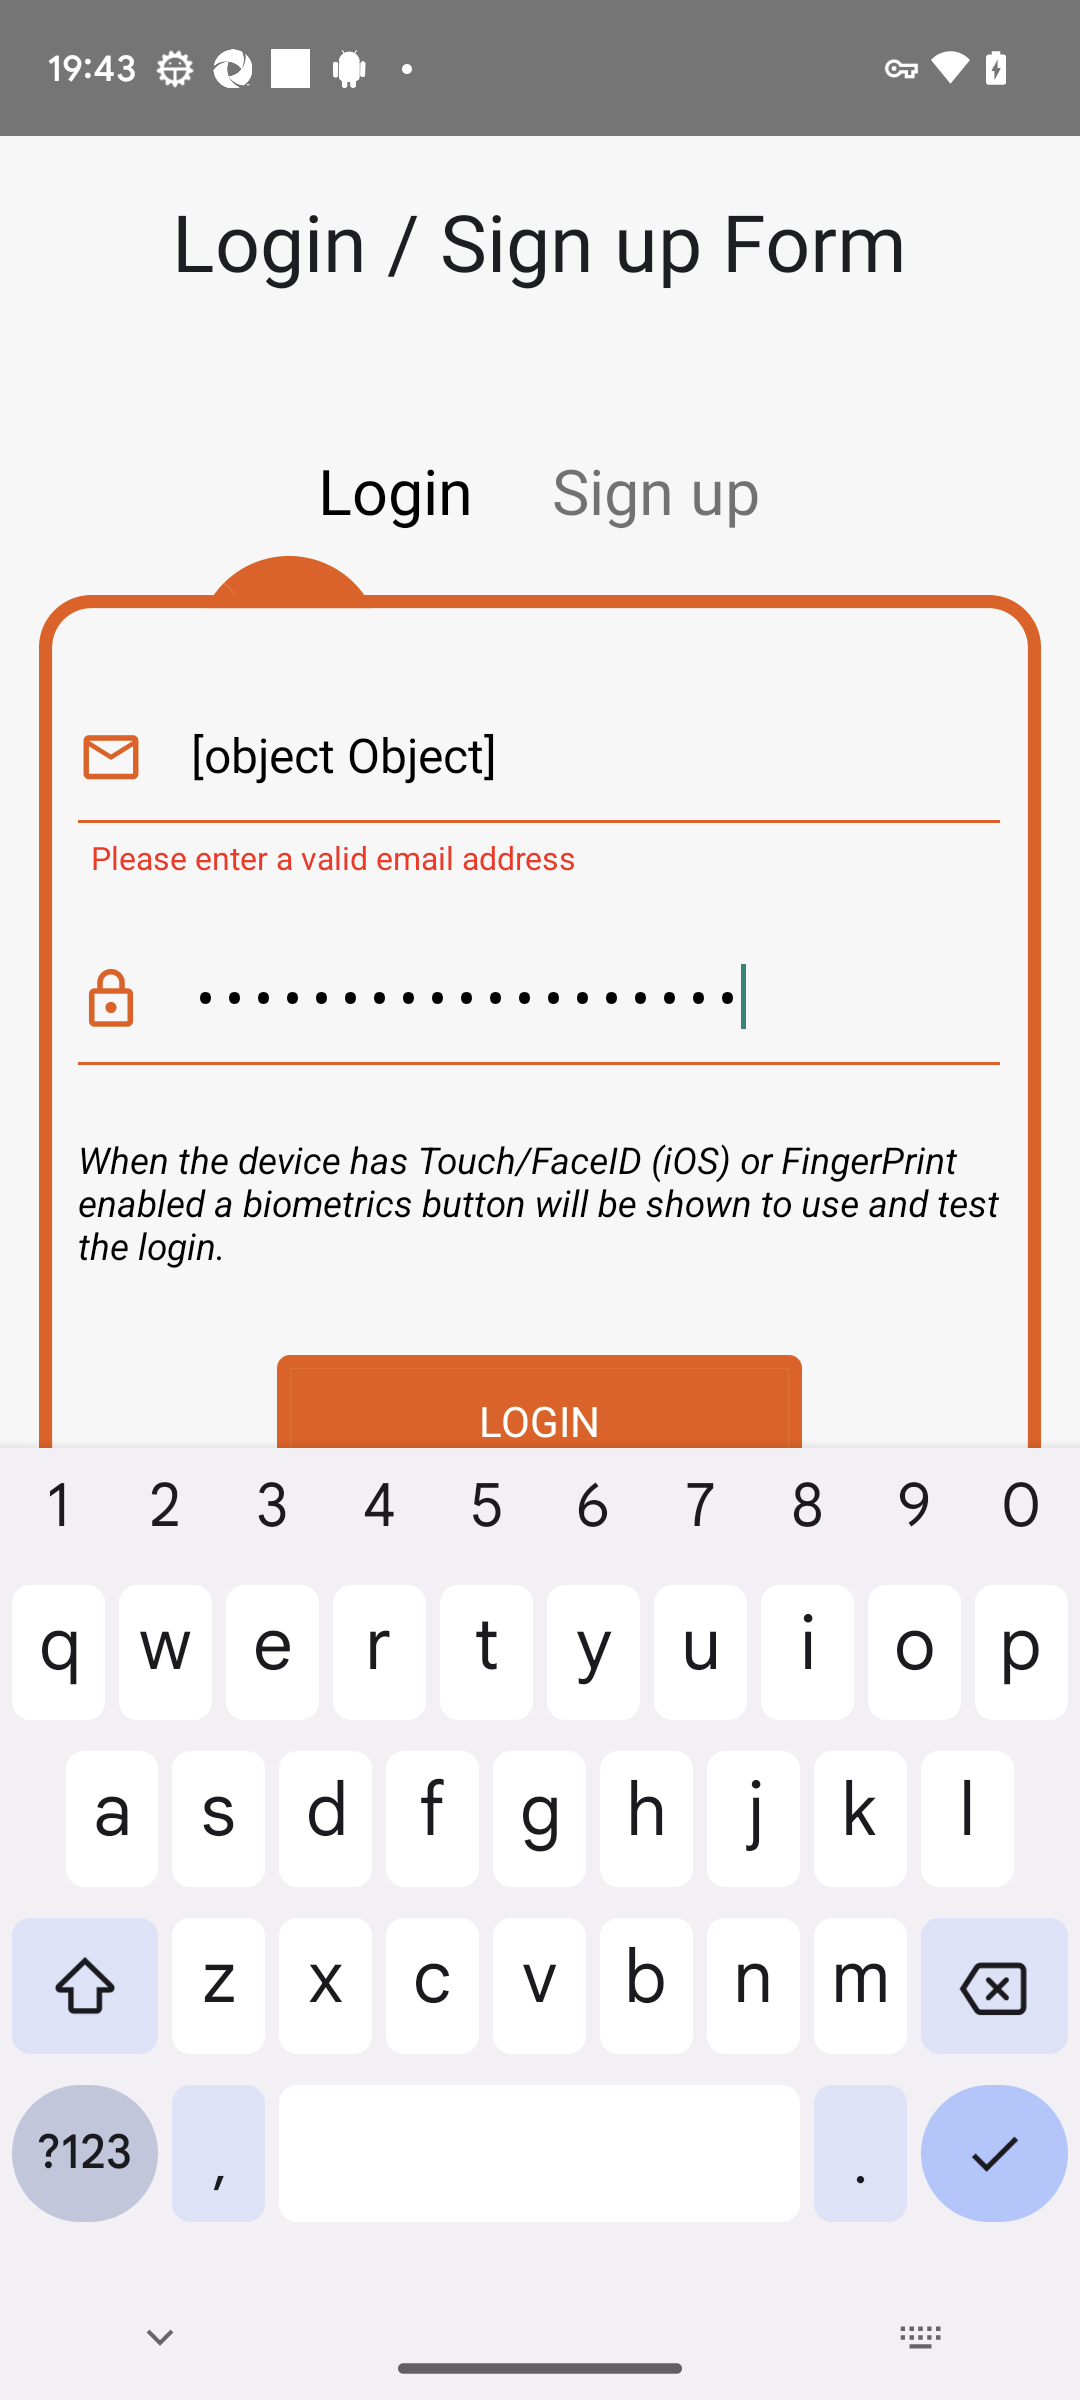 19:43
Login / Sign up Form
Login Sign up
[object Object]
Please enter a valid email address
•••••••••••••••••••
When the device has Touch/FaceID (iOS) or FingerPrint
enabled a biometrics button will be shown to use and test
the login.
LOGIN
1 2 3 4 5 6 7 8 9 0
q w e r t y u i o p
a s d f g h j k l
z x c v b n m
?123 , .